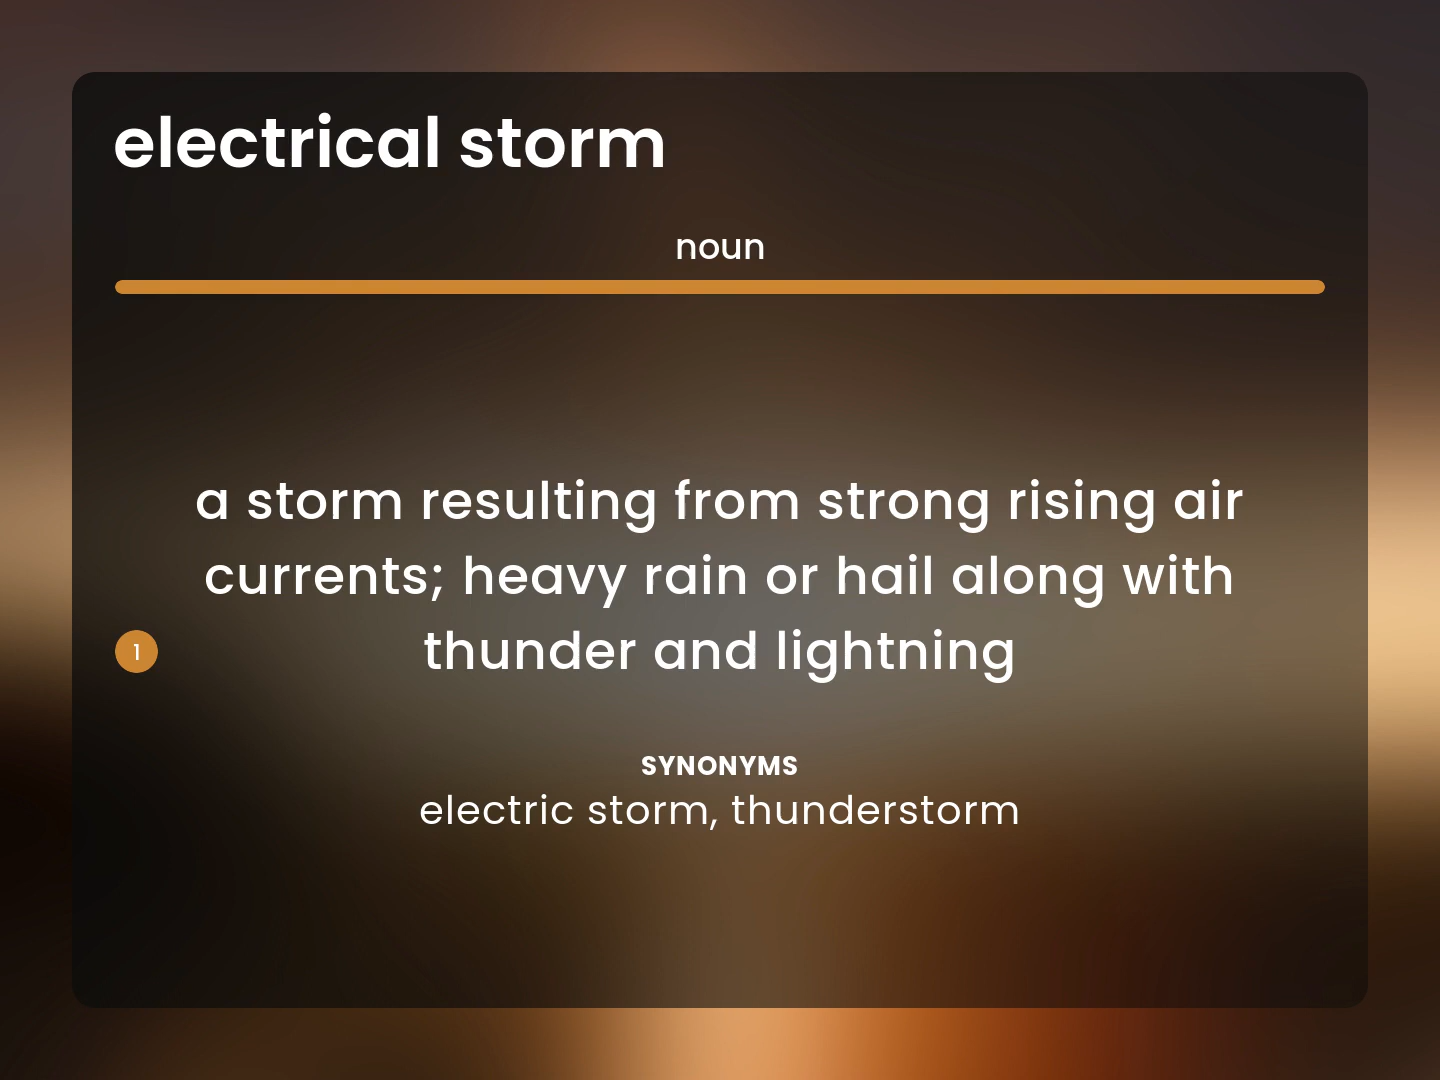 electrical storm
noun
a storm resulting from strong rising air
currents; heavy rain or hail along with
thunder and lightning
1
SYNONYMS
electric storm, thunderstorm